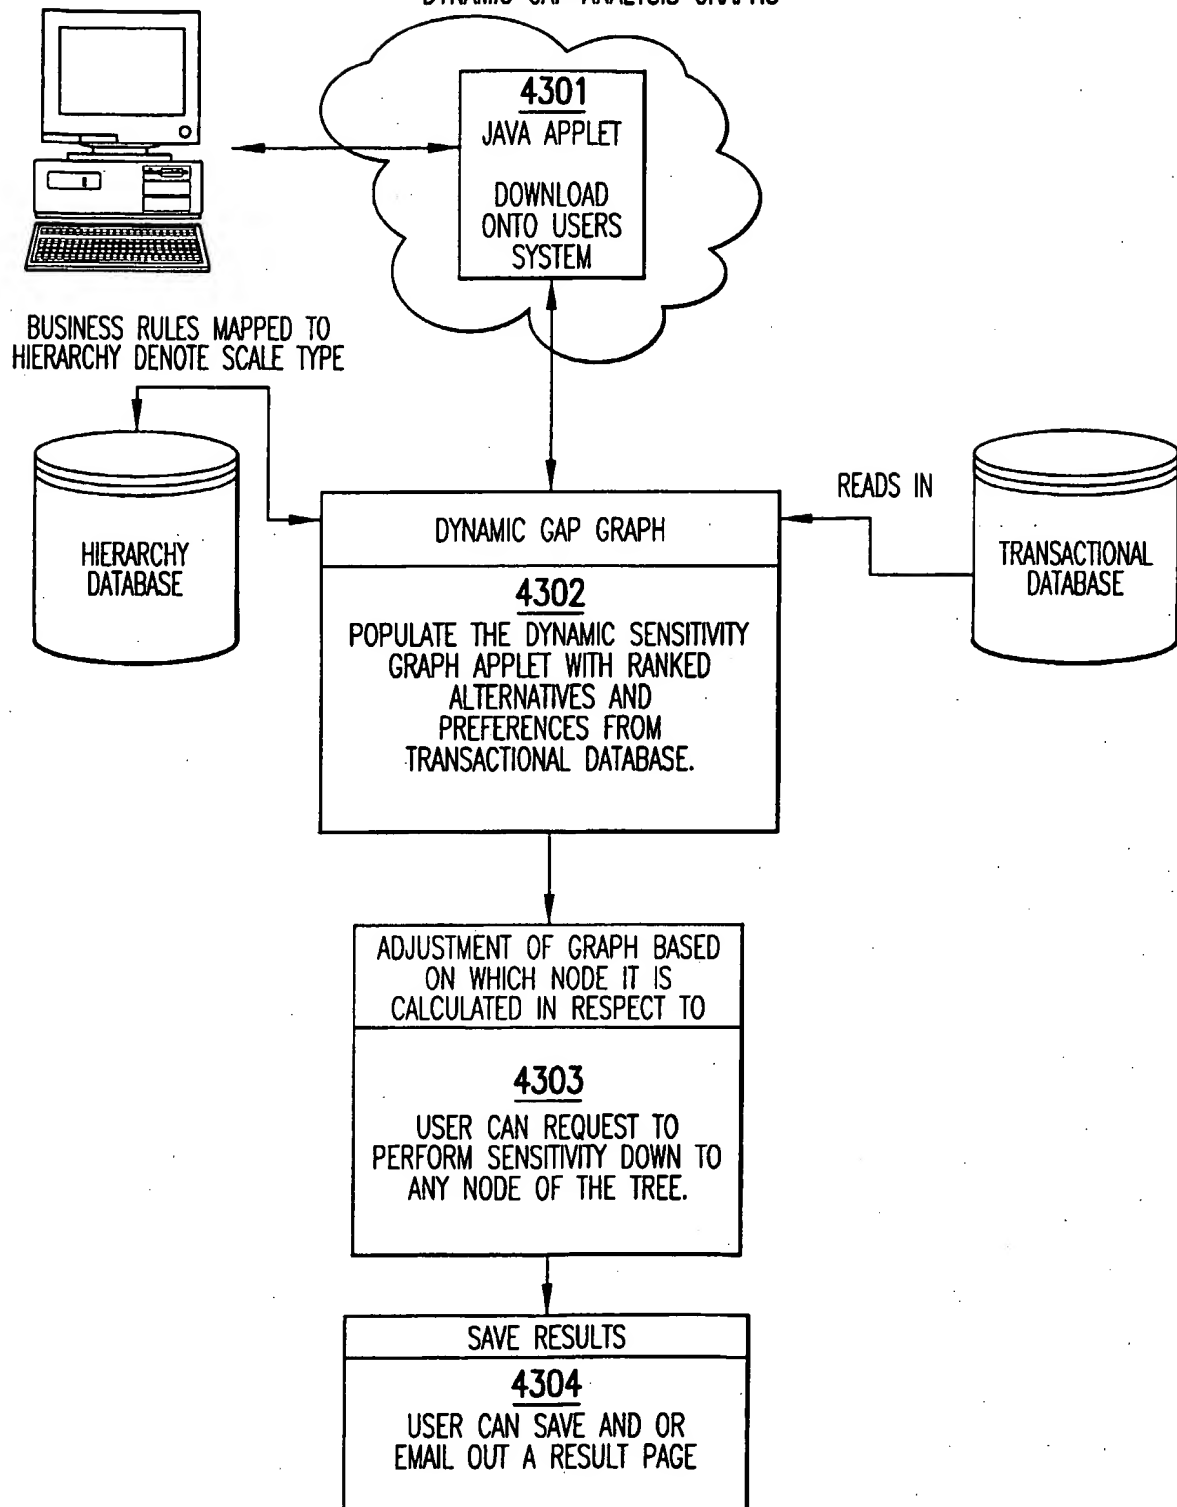 DYNAMIC GAP ANALYSIS GRAPHS
4301
JAVA APPLET
DOWNLOAD
ONTO USERS
SYSTEM
BUSINESS RULES MAPPED TO
HIERARCHY DENOTE SCALE TYPE
HIERARCHY
DATABASE
READS IN
TRANSACTIONAL
DATABASE
DYNAMIC GAP GRAPH
4302
POPULATE THE DYNAMIC SENSITIVITY
GRAPH APPLET WITH RANKED
ALTERNATIVES AND
PREFERENCES FROM
TRANSACTIONAL DATABASE.
ADJUSTMENT OF GRAPH BASED
ON WHICH NODE IT IS
CALCULATED IN RESPECT TO
4303
USER CAN REQUEST TO
PERFORM SENSITIVITY DOWN TO
ANY NODE OF THE TREE.
SAVE RESULTS
4304
USER CAN SAVE AND OR
EMAIL OUT A RESULT PAGE